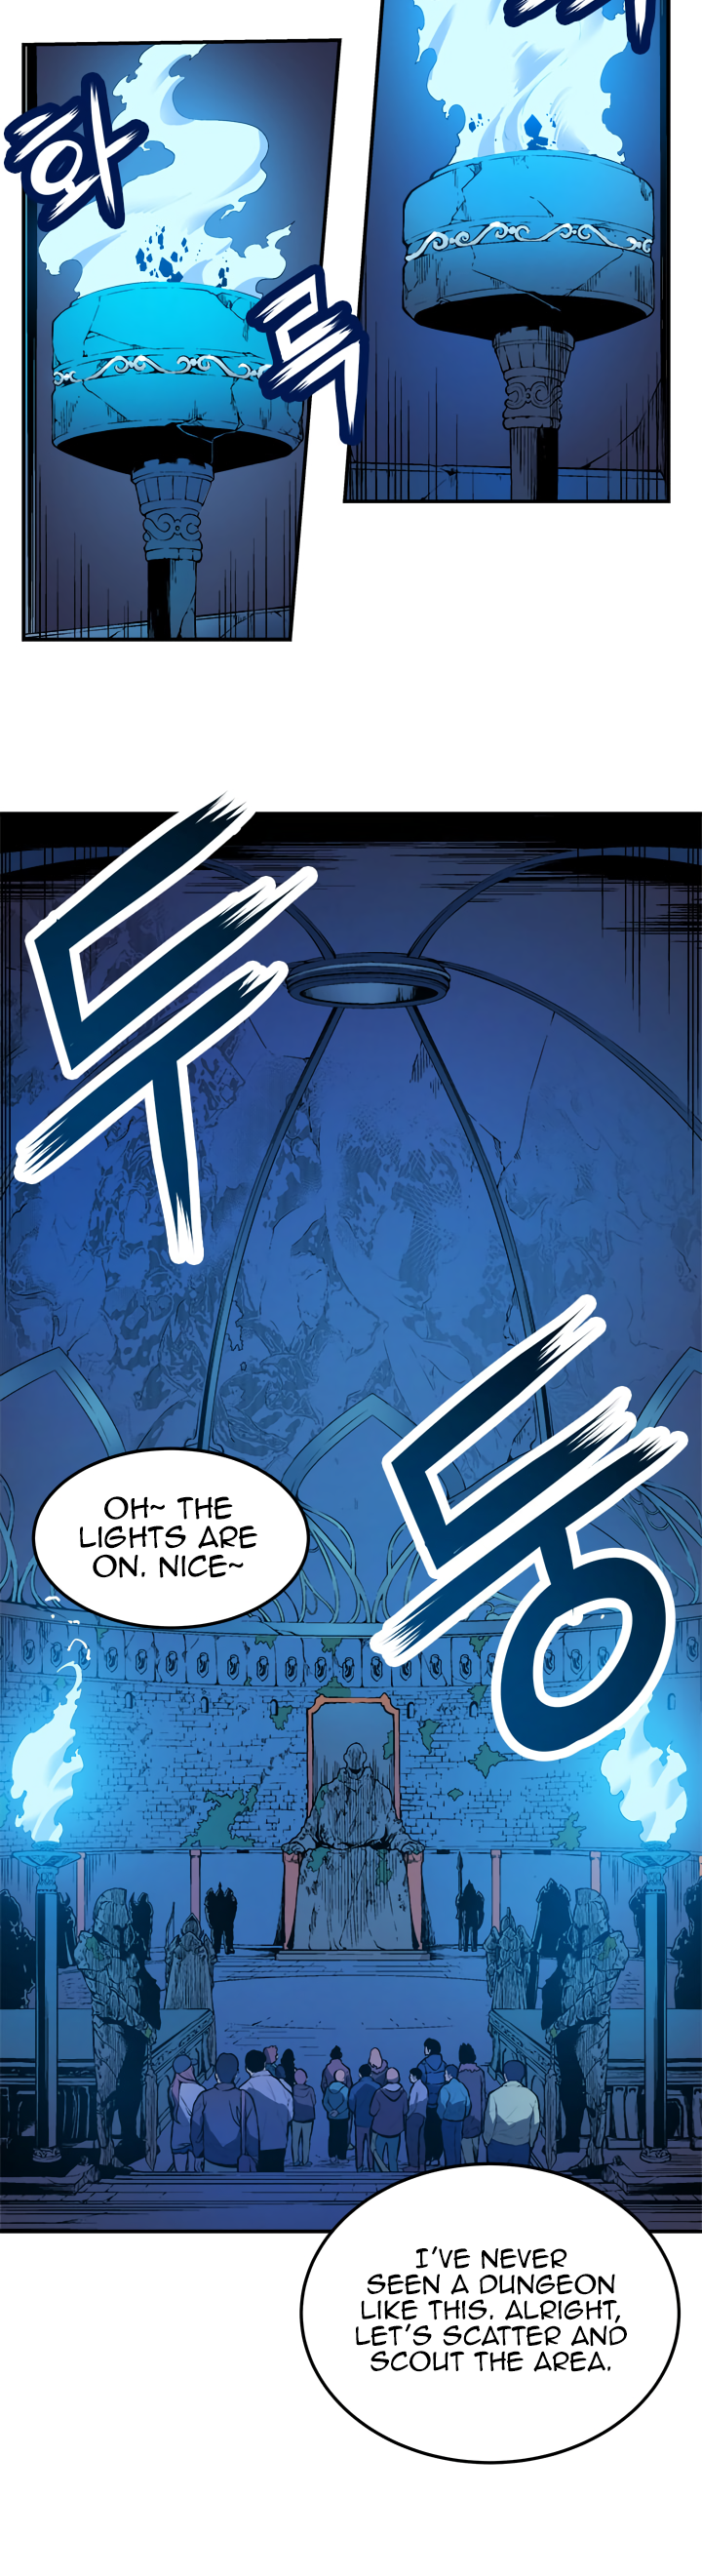 화
륵
두
둥
OH~ THE
LIGHTS ARE
ON. NICE~
I'VE NEVER
SEEN A DUNGEON
LIKE THIS. ALRIGHT,
LET'S SCATTER AND
SCOUT THE AREA.